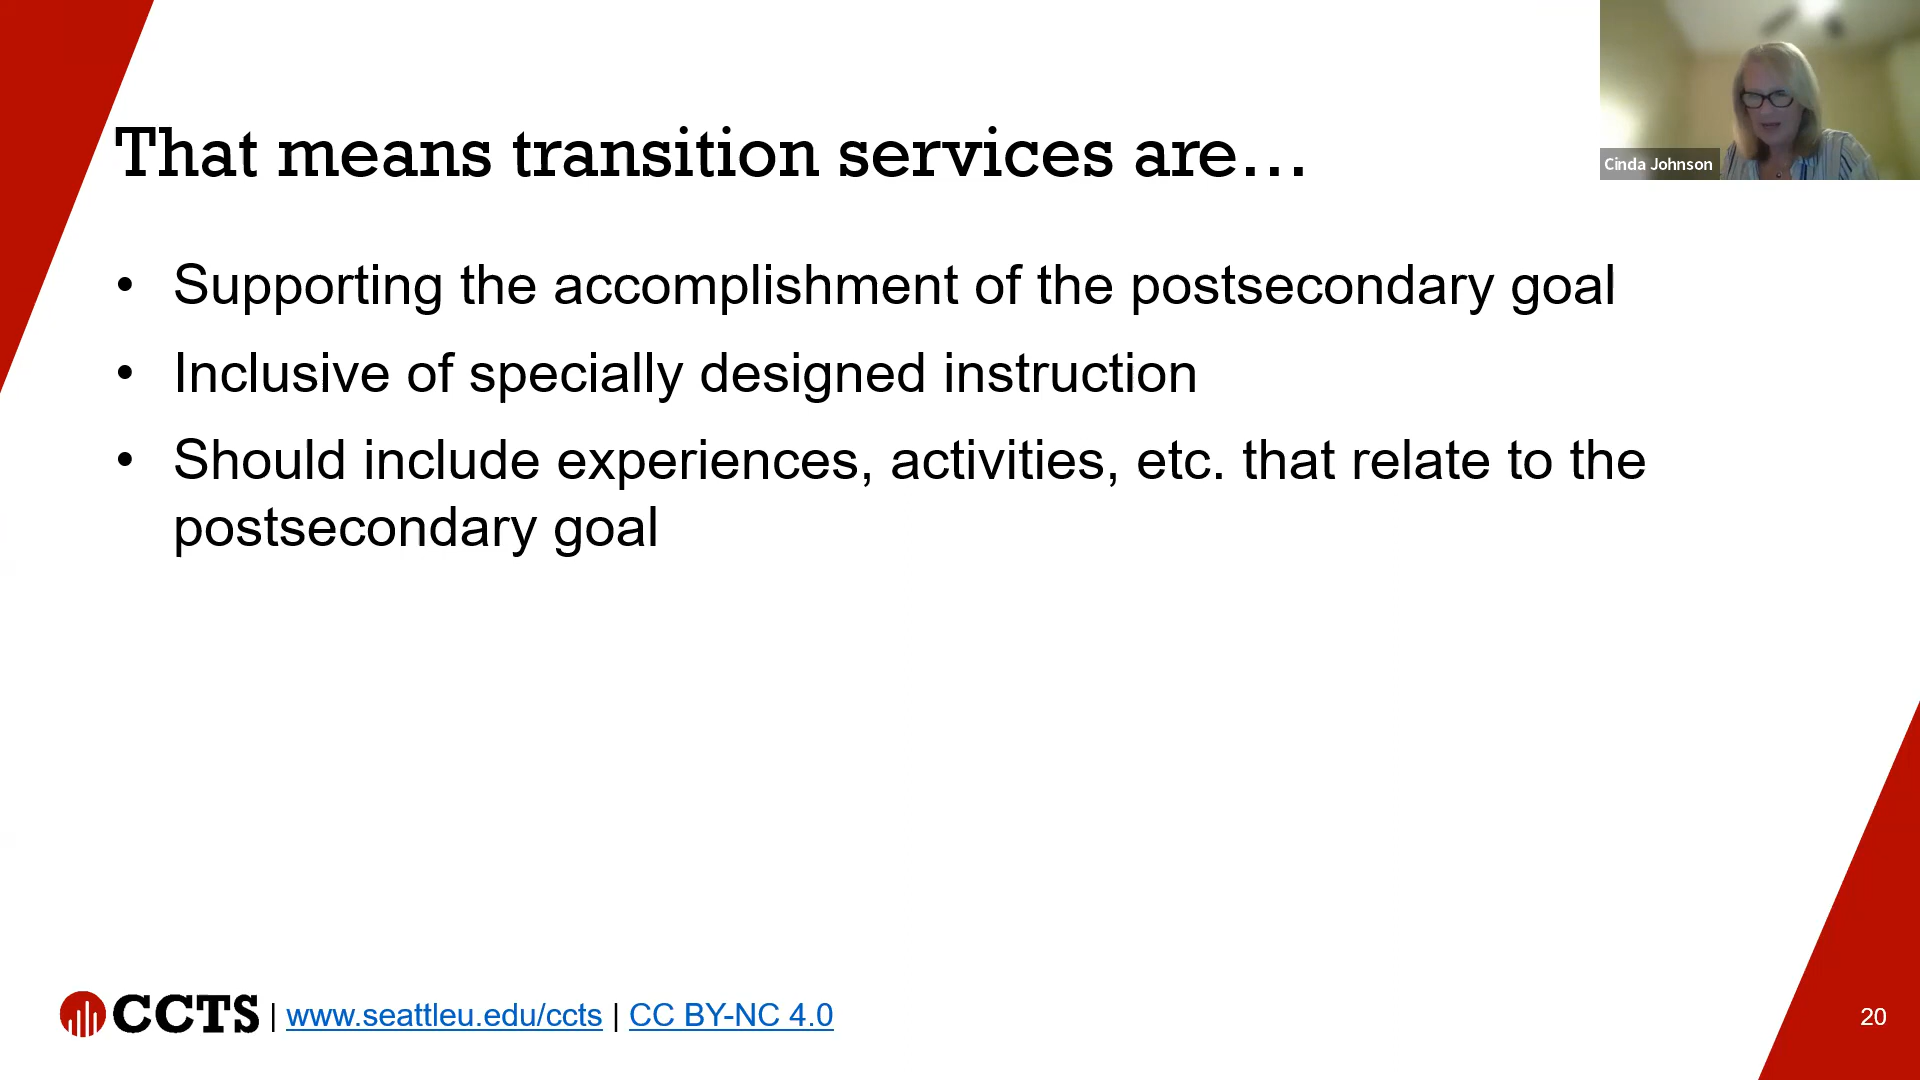 That means transition services are...
Cinda Johnson
• Supporting the accomplishment of the postsecondary goal
• Inclusive of specially designed instruction
• Should include experiences, activities, etc. that relate to the
postsecondary goal
CCTS | www.seattleu.edu/ccts | CC BY-NC 4.0
20